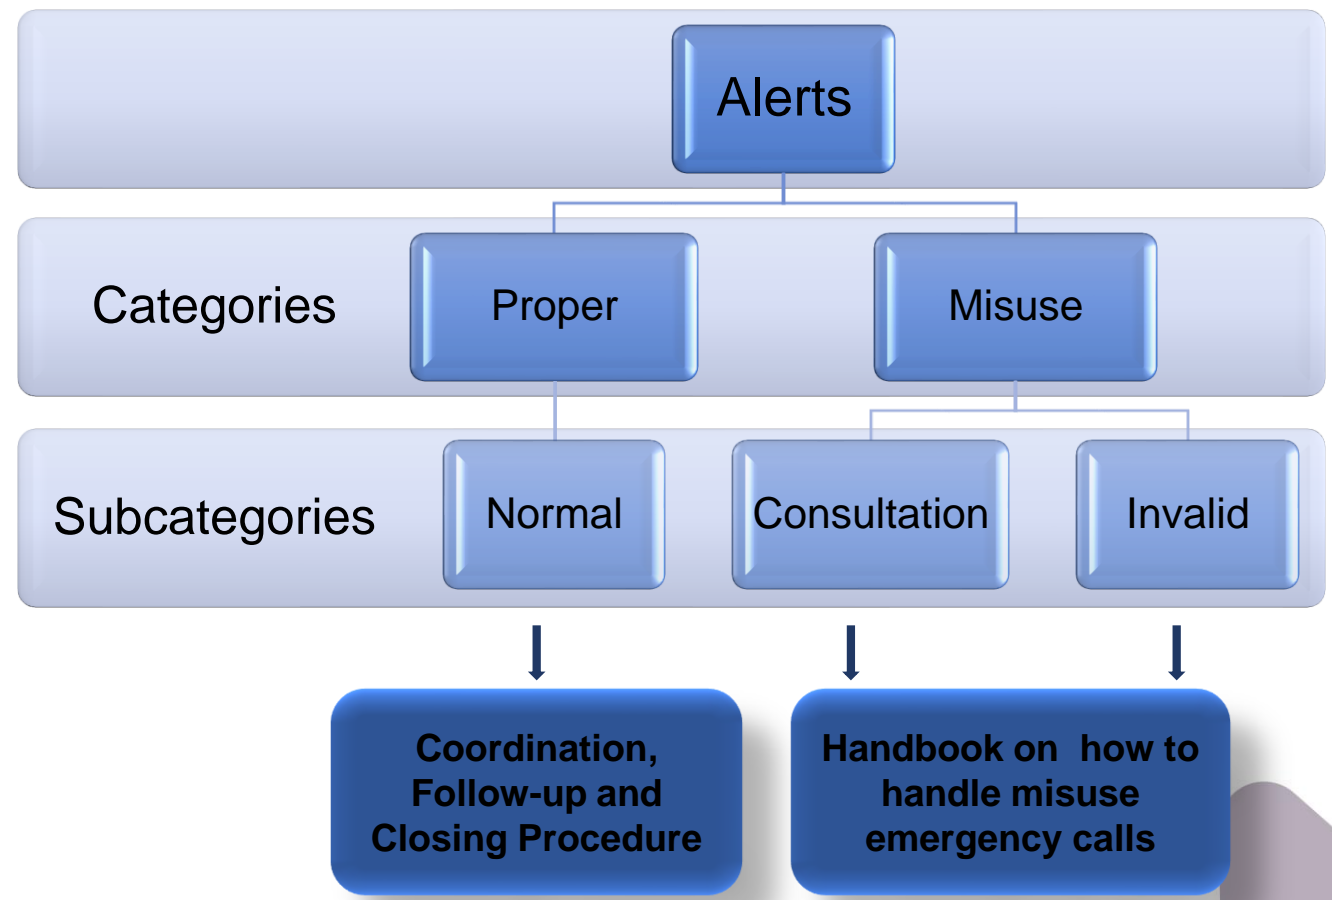 Alerts
Categories
Proper
Misuse
Subcategories
Normal
Consultation
Invalid
Coordination,
Follow-up and
Closing Procedure
Handbook on  how to
handle misuse
emergency calls